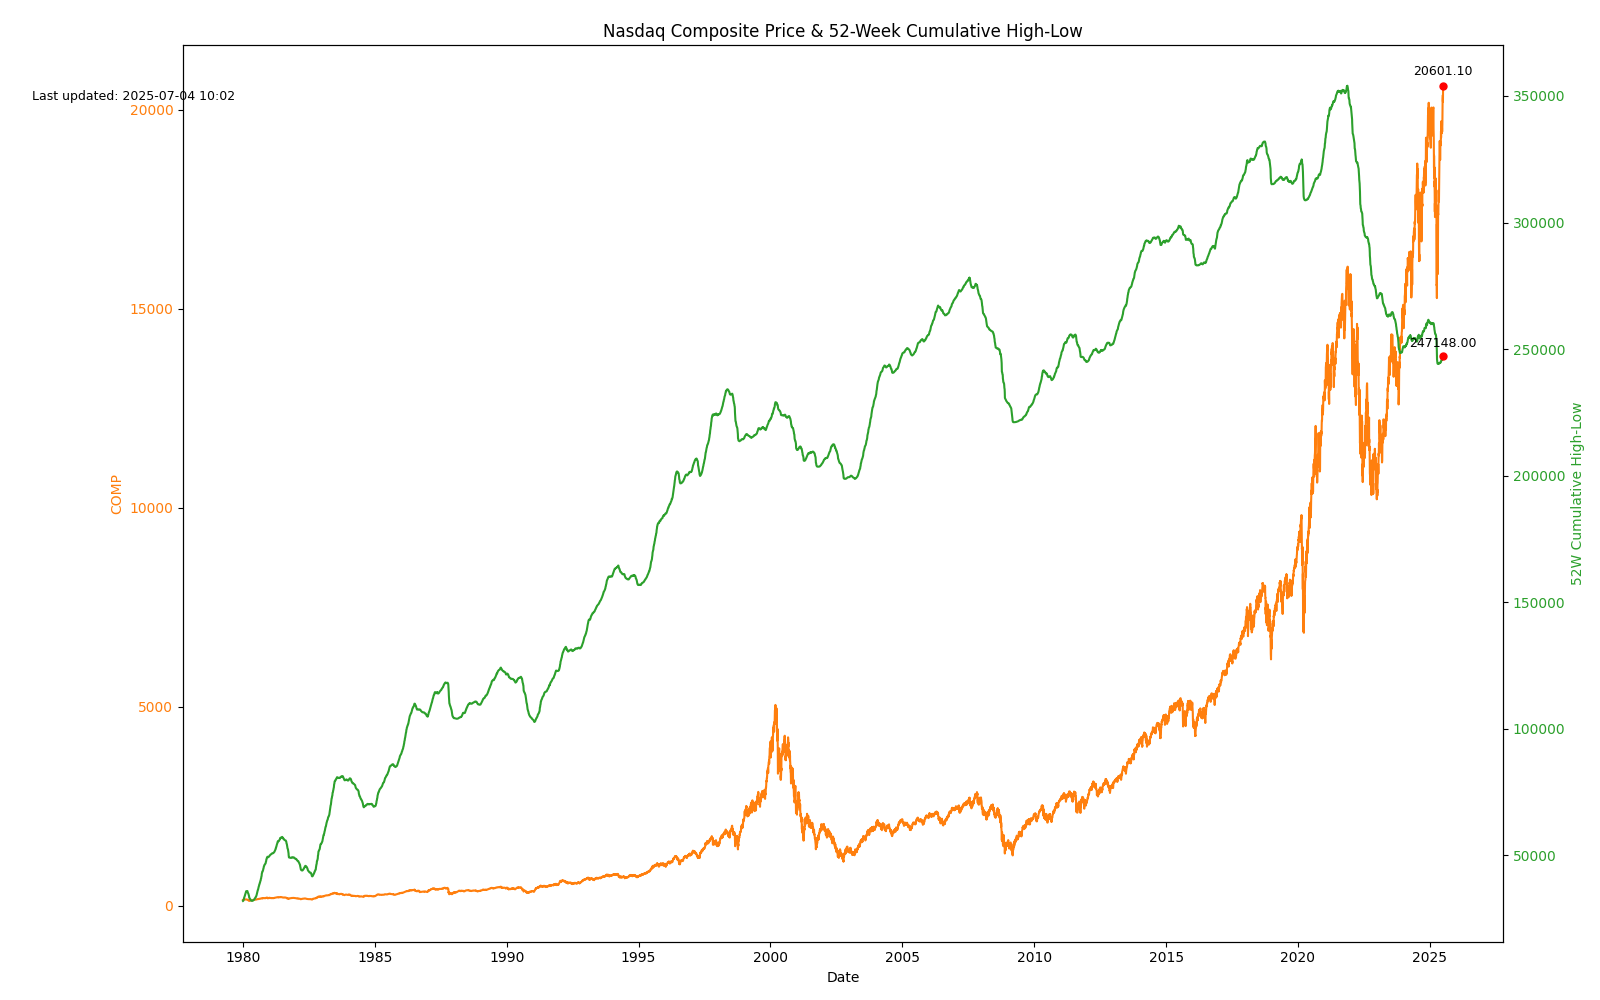 Nasdaq Composite Price & 52-Week Cumulative High-Low
Last updated: 2025-07-04 10:02
20601.10
247148.00
COMP
20000
15000
10000
5000
0
52W Cumulative High-Low
350000
300000
250000
200000
150000
100000
50000
1980 1985 1990 1995 2000 2005 2010 2015 2020 2025
Date